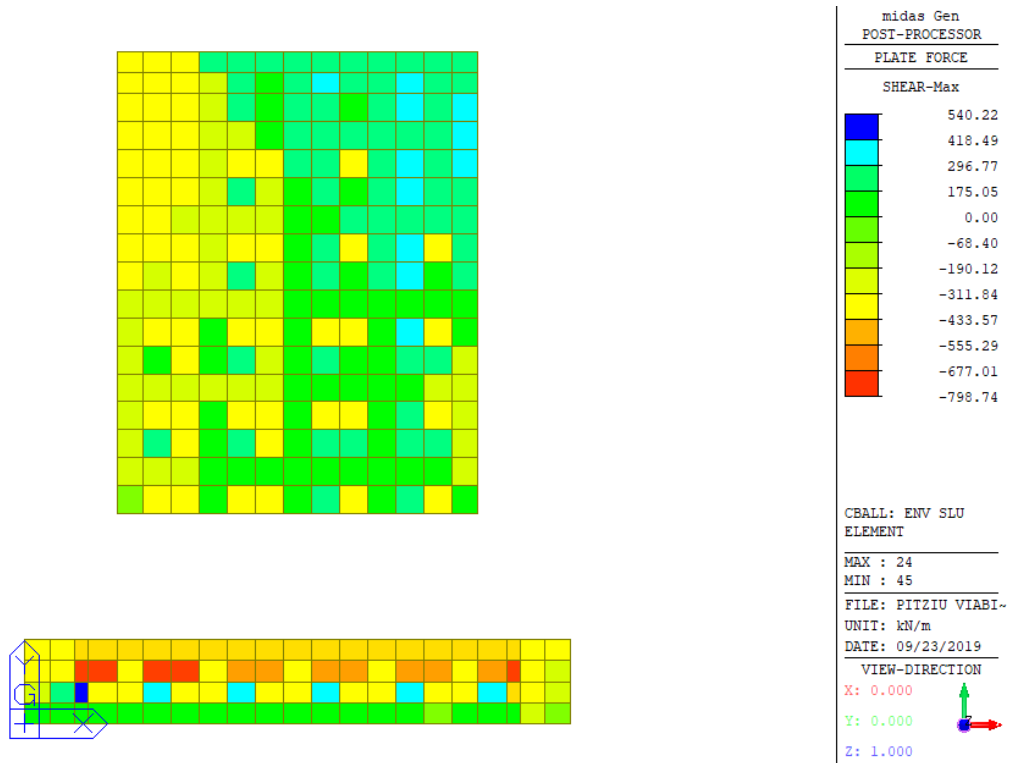 midas Gen
POST-PROCESSOR
PLATE FORCE
SHEAR-Max
540.22
418.49
296.77
175.05
0.00
-68.40
-190.12
-311.84
-433.57
-555.29
-677.01
-798.74
CBALL: ENV SLU
ELEMENT
MAX : 24
MIN : 45
FILE: PITZIU VIABI~
UNIT: kN/m
DATE: 09/23/2019
VIEW-DIRECTION
X: 0.000
Y: 0.000
Z: 1.000
Z
Y
G
X